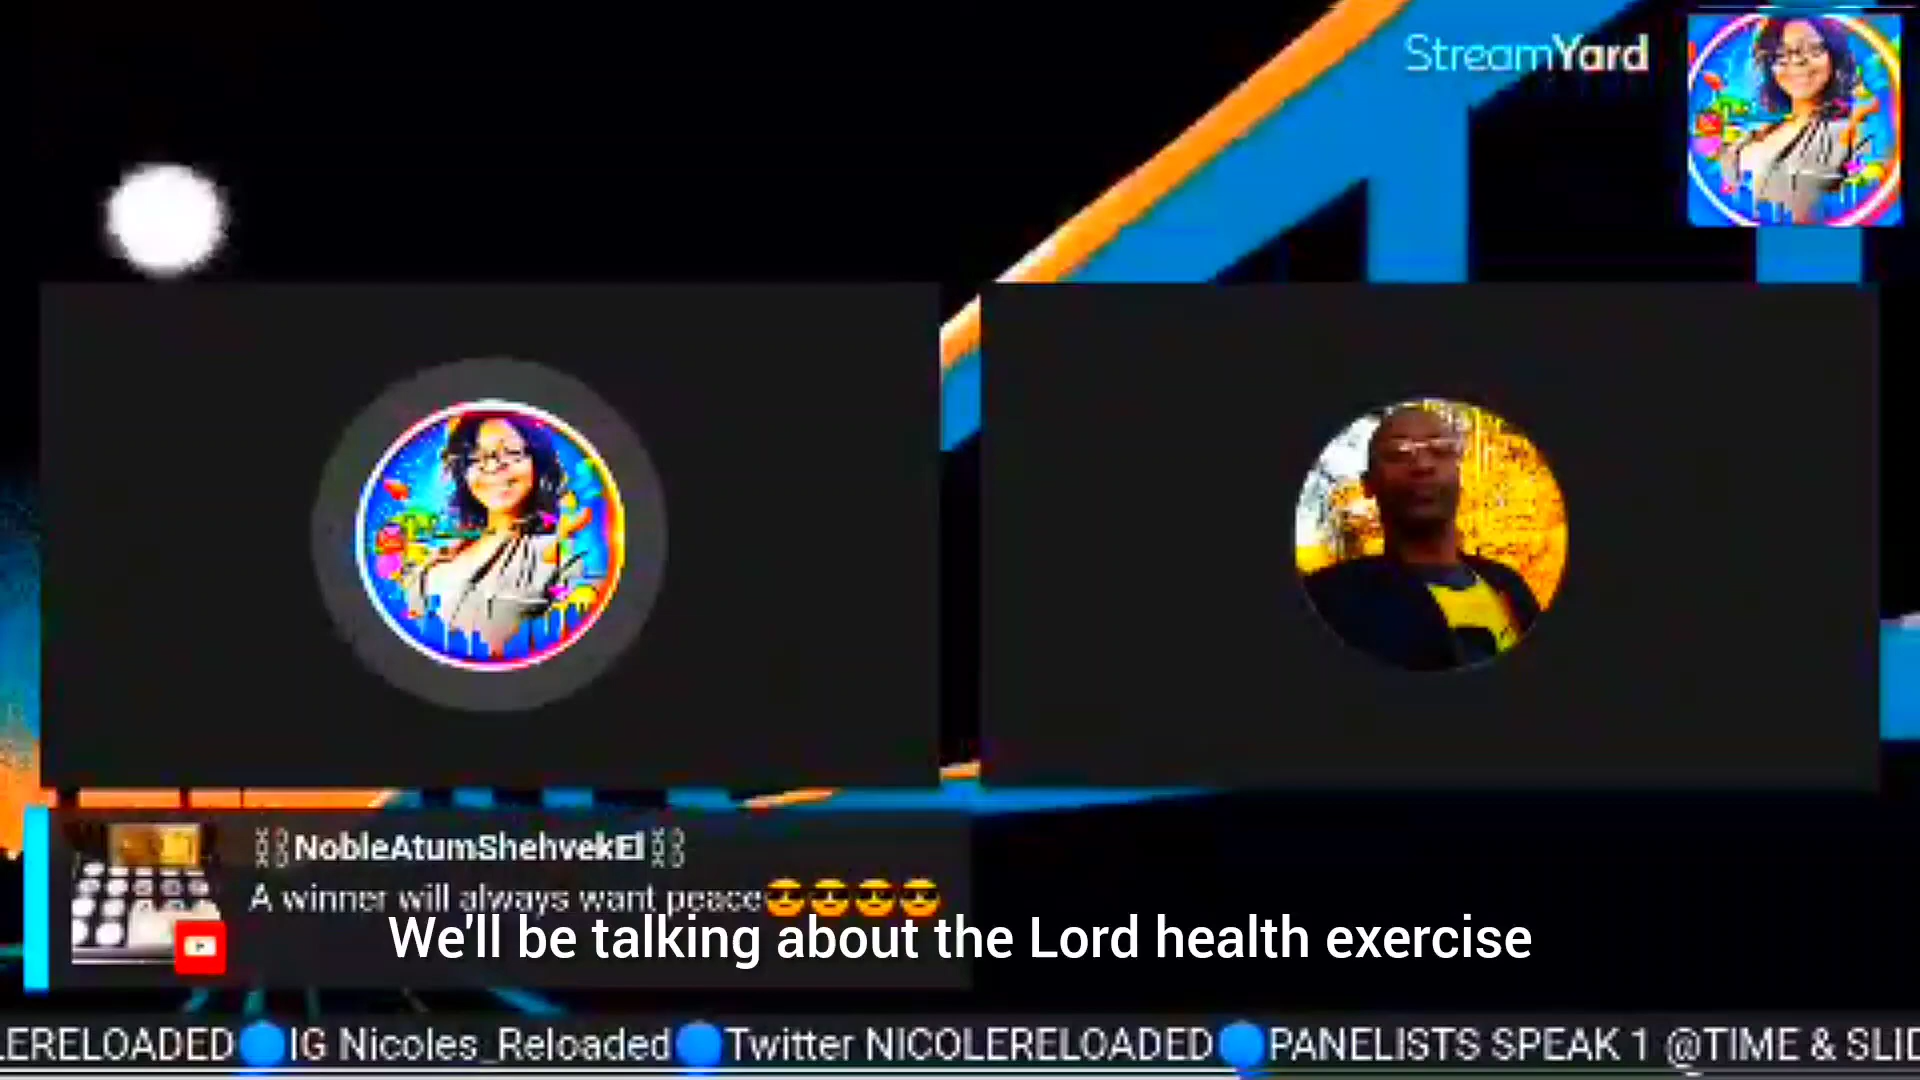 StreamYard
NobleAtumShehvekEl
A winner will always want peace😎😎😎😎
We'll be talking about the Lord health exercise
LERELOADED🔵IG Nicoles_Reloaded🔵Twitter NICOLERELOADED🔵PANELISTS SPEAK 1 @TIME & SLID